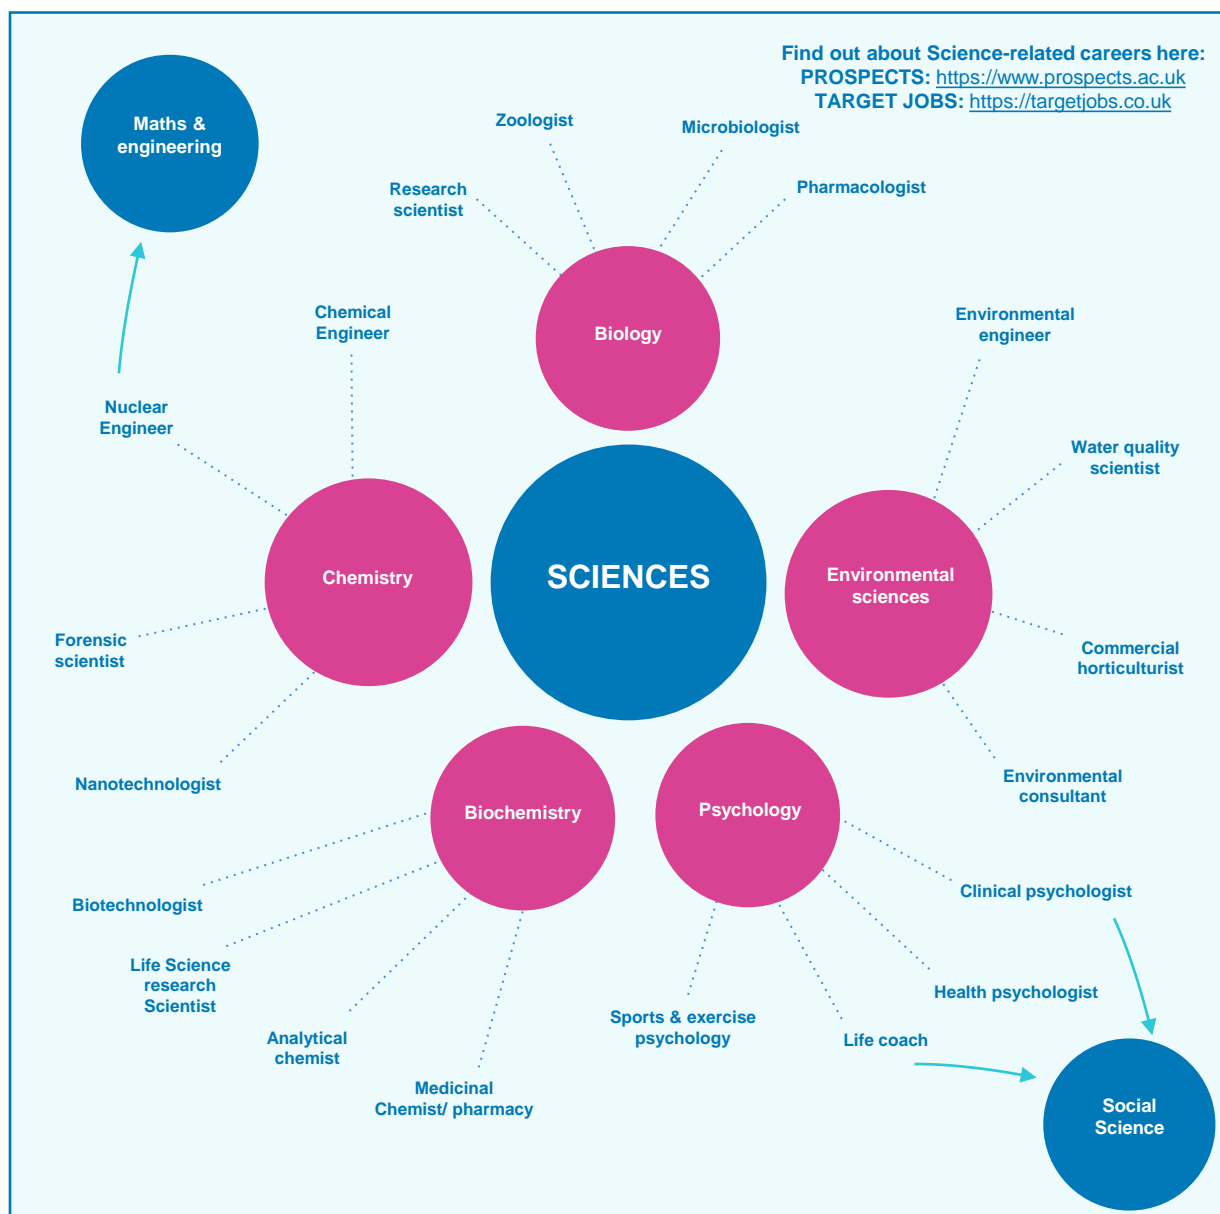 Find out about Science-related careers here:
PROSPECTS: https://www.prospects.ac.uk
TARGET JOBS: https://targetjobs.co.uk
Maths &
engineering
Zoologist
Microbiologist
Research
scientist
Pharmacologist
Biology
Chemical
Engineer
Environmental
engineer
Nuclear
Engineer
Water quality
scientist
SCIENCES
Chemistry
Environmental
sciences
Forensic
scientist
Commercial
horticulturist
Nanotechnologist
Environmental
consultant
Biochemistry
Psychology
Biotechnologist
Clinical psychologist
Life Science
research
Scientist
Health psychologist
Sports & exercise
psychology
Life coach
Analytical
chemist
Medicinal
Chemist/ pharmacy
Social
Science